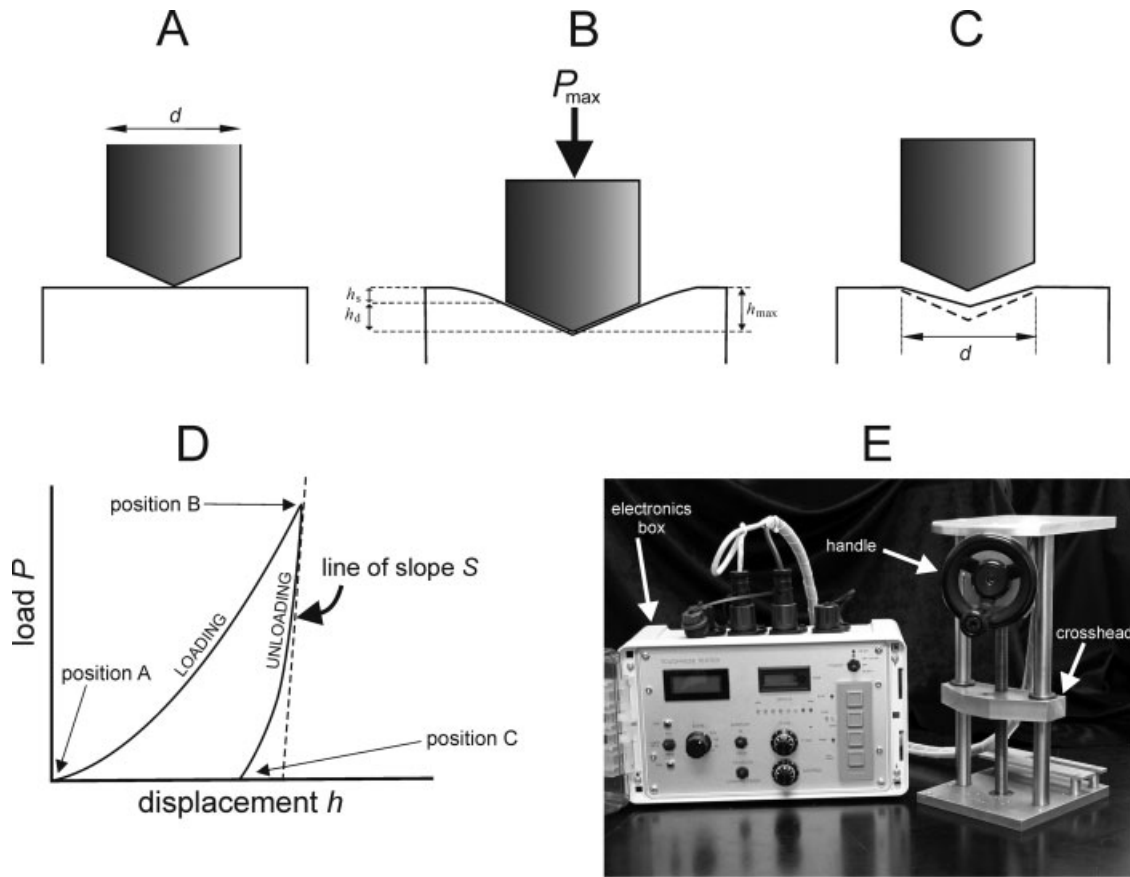 A
B
C
d
P max
h s
h d
h max
d
D
E
position B
line of slope S
LOADING
UNLOADING
load P
position A
position C
displacement h
electronics
box
handle
crosshead